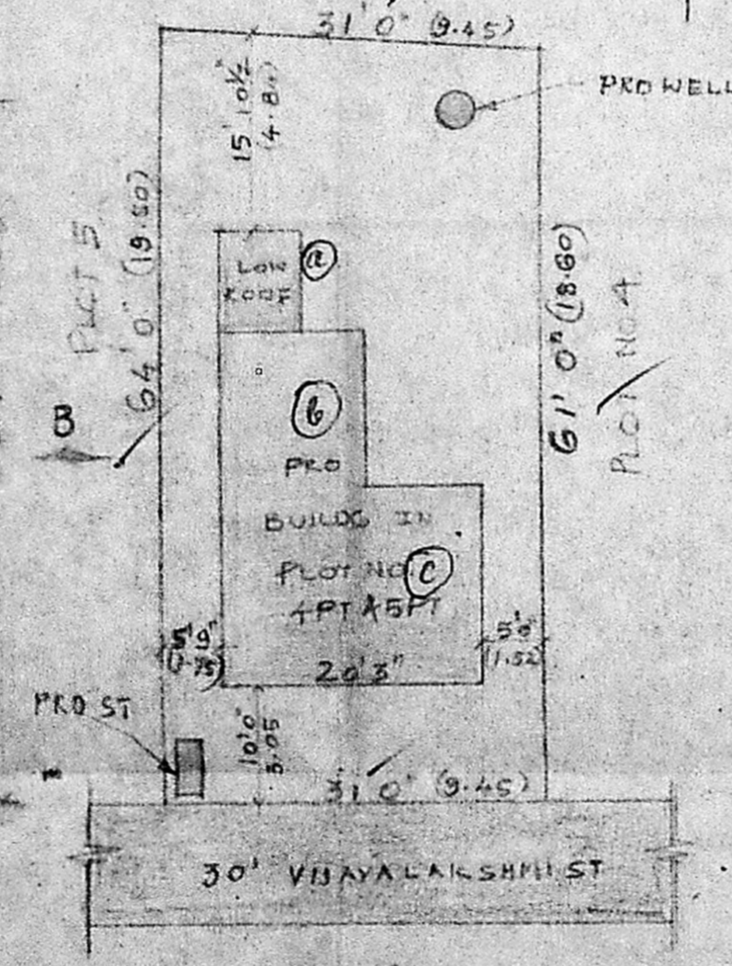 31' 0" (9.45)
PRO WELL
15' 10½"
(4.84)
PLOT 5
64' 0" (19.50)
LOW
ROOF
a
61' 0" (18.60)
PLOT NO 4
B
b
PRO
BUILDG IN
PLOT NO C
4PT & 5PT
5' 9"
(1.75)
20' 3"
5' 0"
(1.52)
PRO ST
10' 0"
3.05
31' 0" (9.45)
30' VIJAYALAKSHMI ST